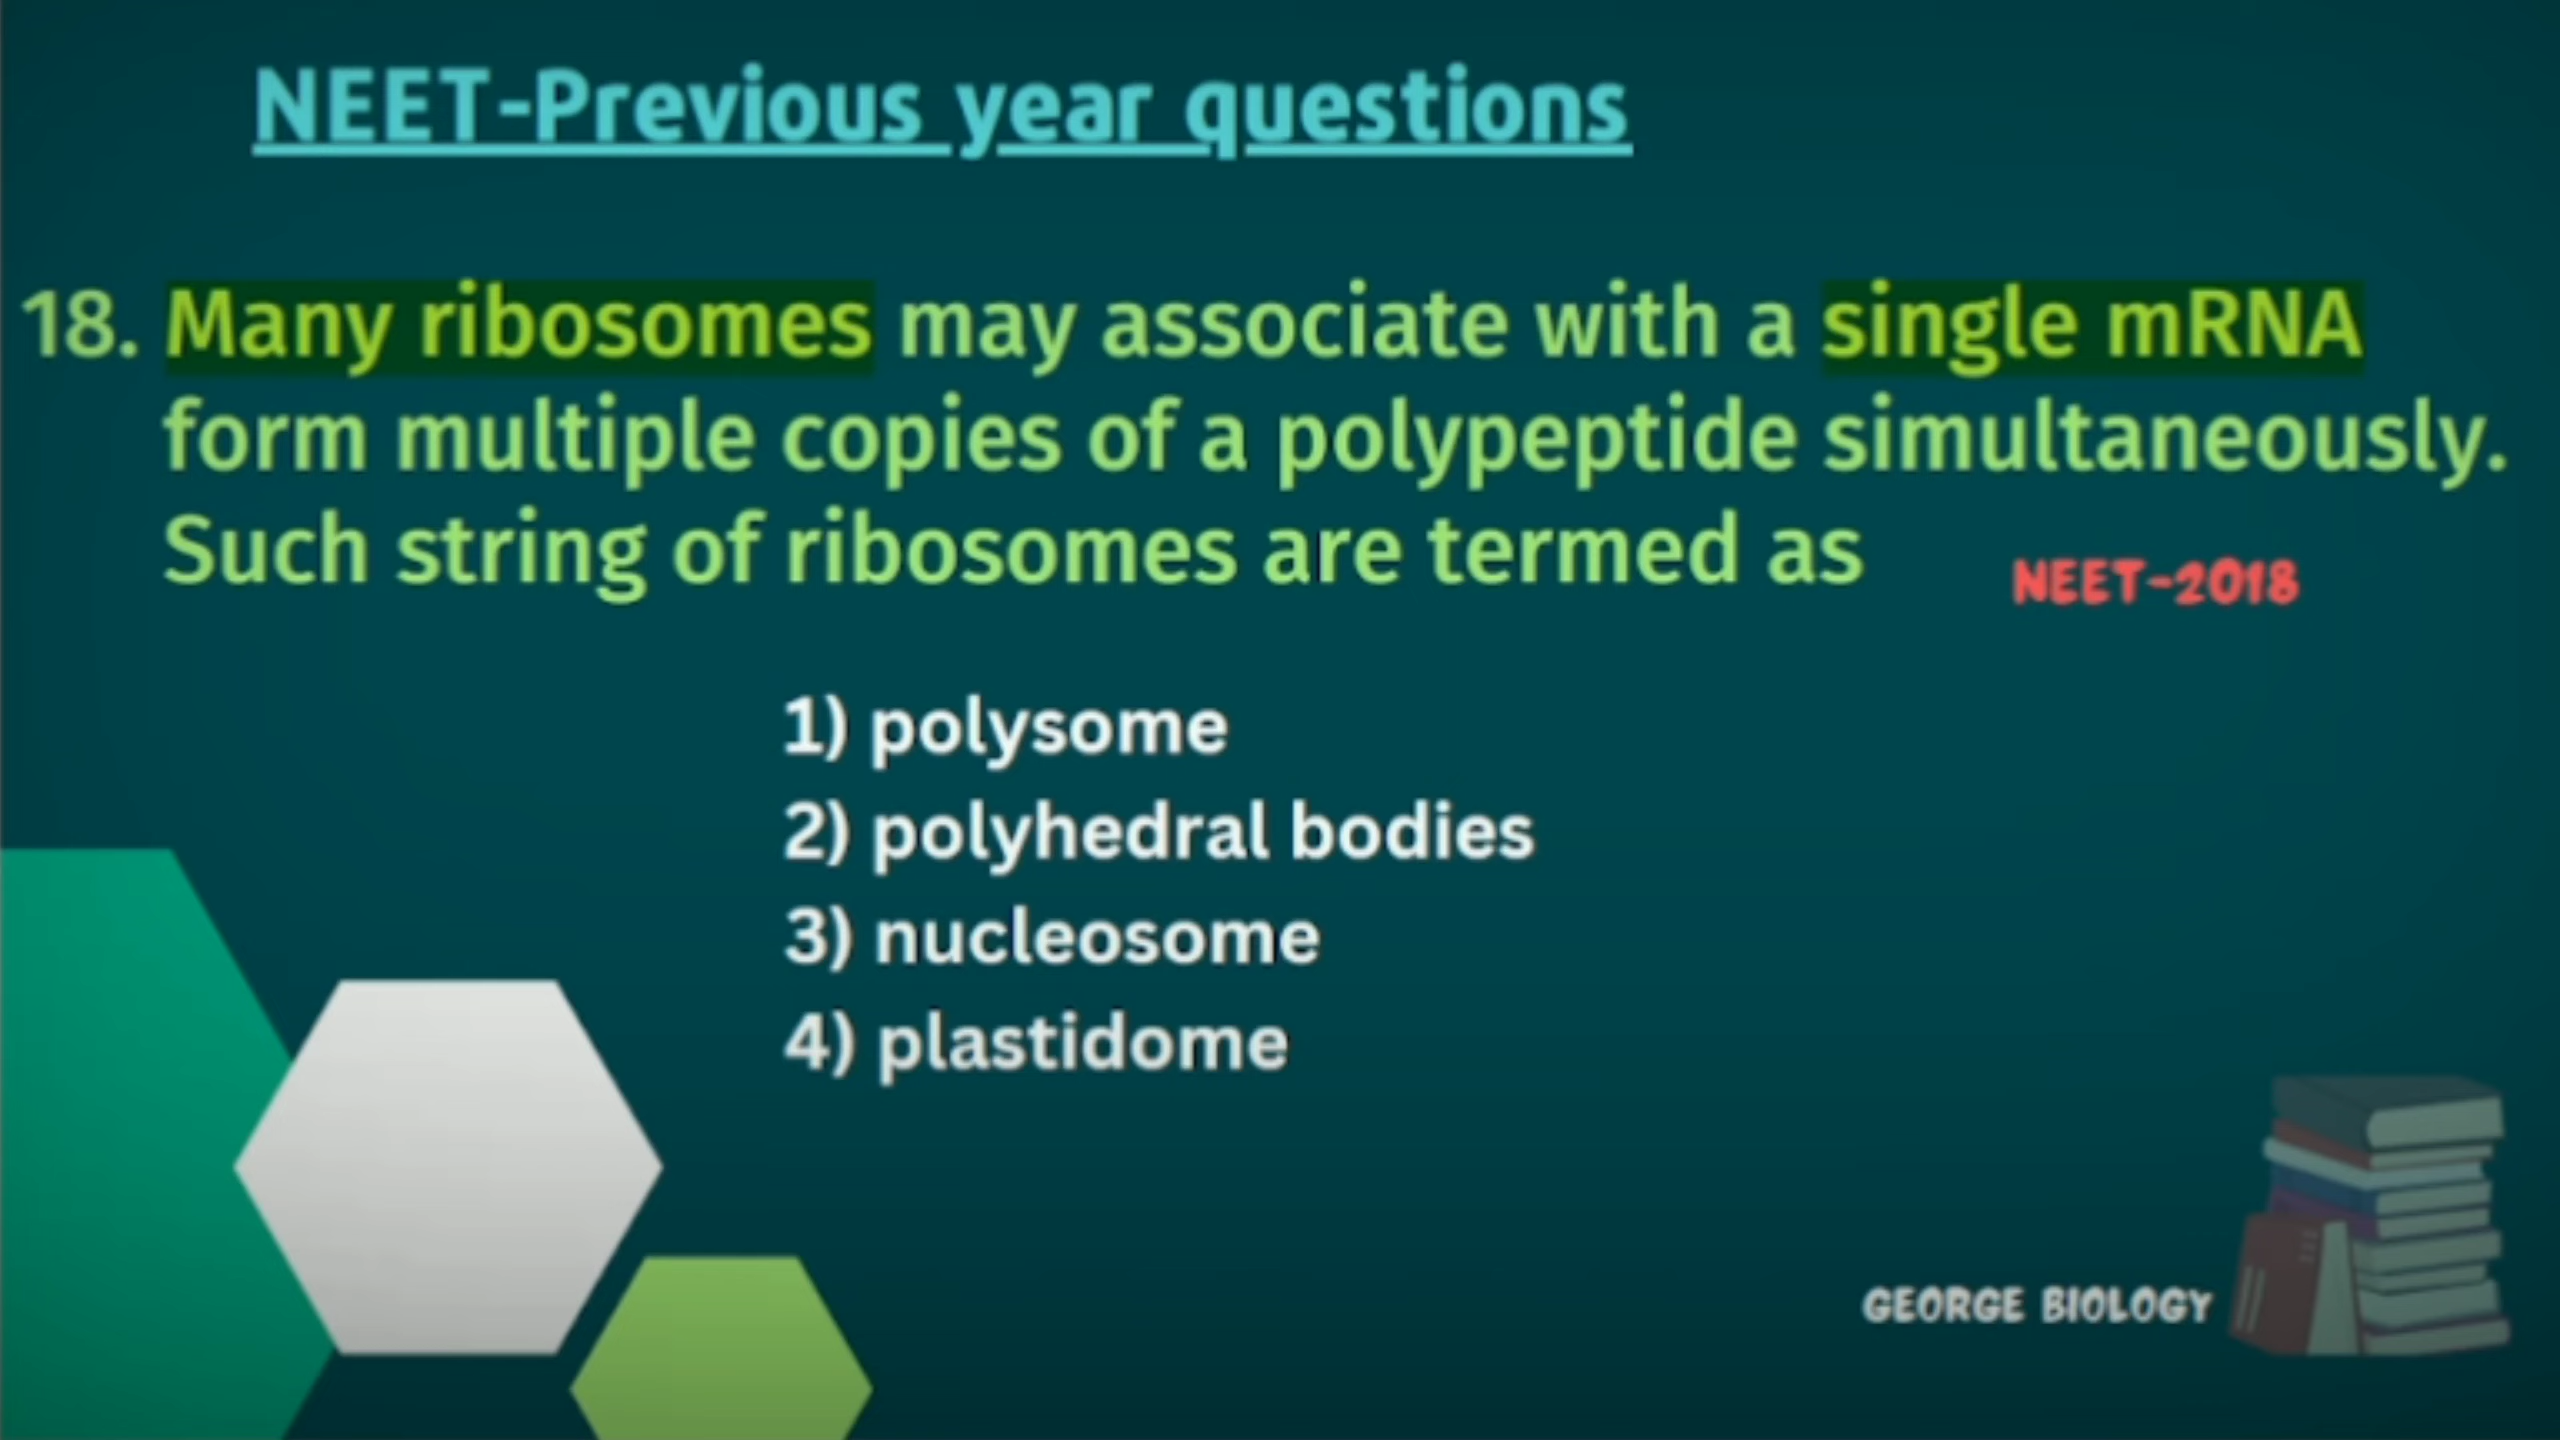 NEET-Previous year questions
18. Many ribosomes may associate with a single mRNA
form multiple copies of a polypeptide simultaneously.
Such string of ribosomes are termed as
NEET-2018
1) polysome
2) polyhedral bodies
3) nucleosome
4) plastidome
GEORGE BIOLOGY